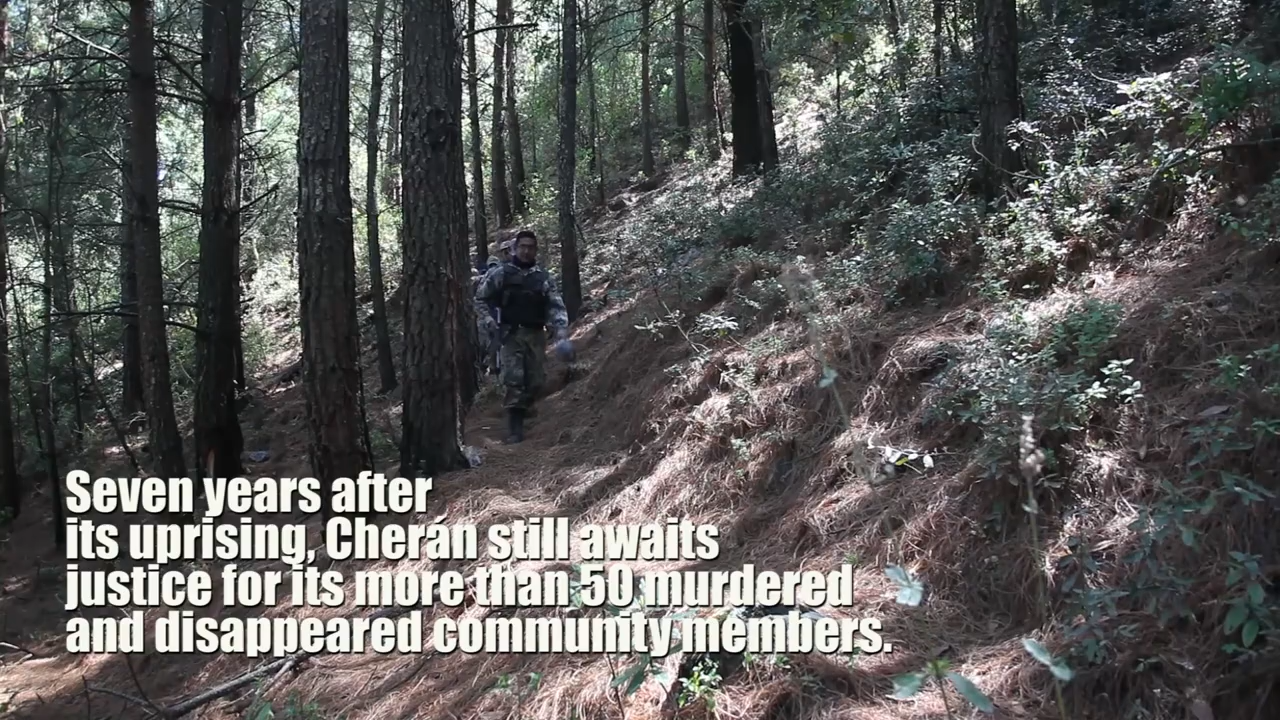 Seven years after
its uprising, Cherán still awaits
justice for its more than 50 murdered
and disappeared community members.